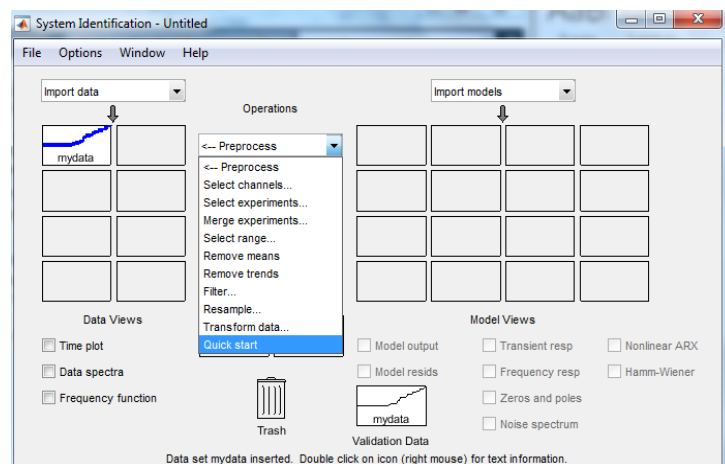 System Identification - Untitled
File Options Window Help
Import data
Import models
Operations
mydata
<-- Preprocess
<-- Preprocess
Select channels...
Select experiments...
Merge experiments...
Select range...
Remove means
Remove trends
Filter...
Resample...
Transform data...
Quick start
Data Views
Time plot
Data spectra
Frequency function
Trash
Model Views
Model output
Transient resp
Nonlinear ARX
Model resids
Frequency resp
Hamm-Wiener
Zeros and poles
Noise spectrum
mydata
Validation Data
Data set mydata inserted. Double click on icon (right mouse) for text information.